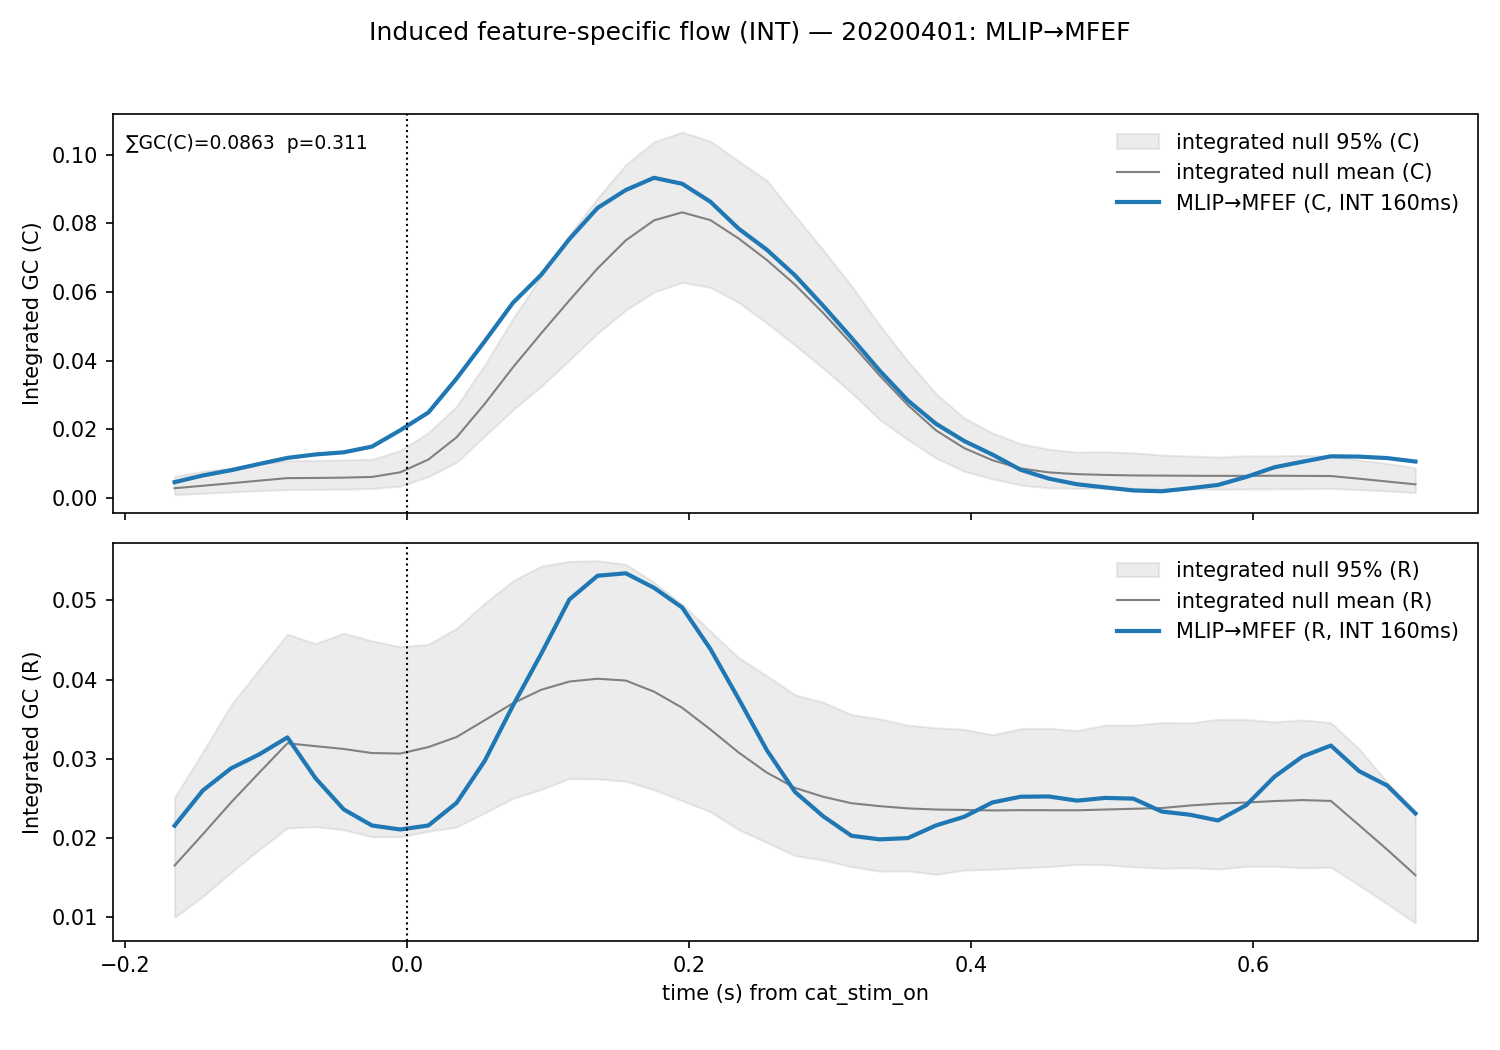 Induced feature-specific flow (INT) — 20200401: MLIP→MFEF
∑GC(C)=0.0863  p=0.311
integrated null 95% (C)
integrated null mean (C)
MLIP→MFEF (C, INT 160ms)
Integrated GC (C)
0.10
0.08
0.06
0.04
0.02
0.00
integrated null 95% (R)
integrated null mean (R)
MLIP→MFEF (R, INT 160ms)
Integrated GC (R)
0.05
0.04
0.03
0.02
0.01
−0.2 0.0 0.2 0.4 0.6
time (s) from cat_stim_on